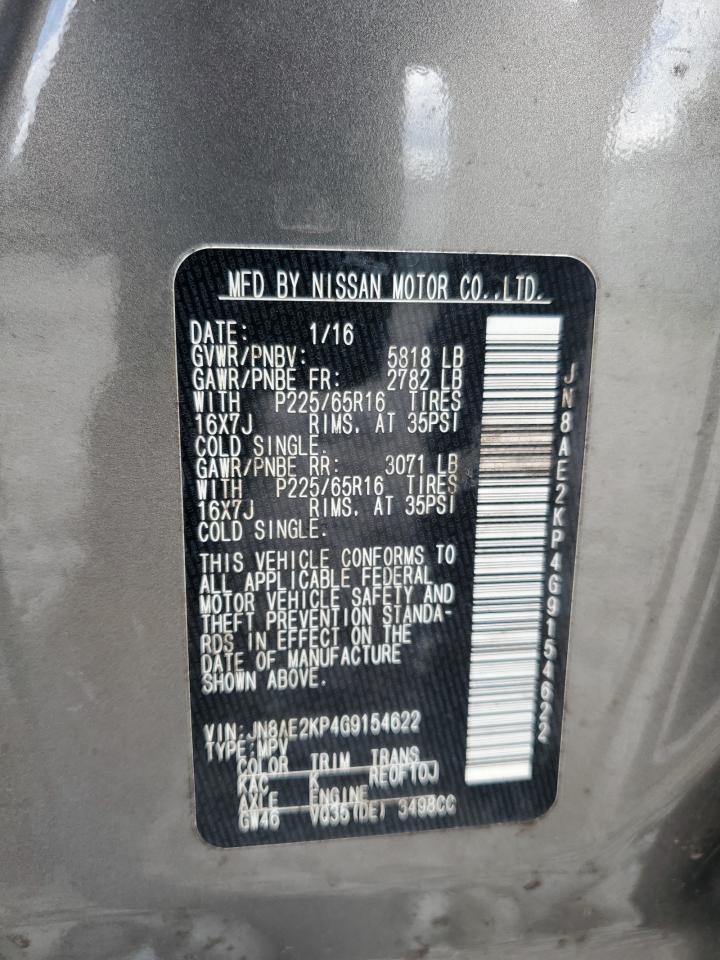 MFD BY NISSAN MOTOR CO.,LTD.
DATE: 1/16
GVWR/PNBV: 5818 LB
GAWR/PNBE FR: 2782 LB
WITH P225/65R16 TIRES
16X7J RIMS, AT 35PSI
COLD SINGLE.
GAWR/PNBE RR: 3071 LB
WITH P225/65R16 TIRES
16X7J RIMS, AT 35PSI
COLD SINGLE.
THIS VEHICLE CONFORMS TO
ALL APPLICABLE FEDERAL
MOTOR VEHICLE SAFETY AND
THEFT PREVENTION STANDA-
RDS IN EFFECT ON THE
DATE OF MANUFACTURE
SHOWN ABOVE.
VIN:JN8AE2KP4G9154622
TYPE:MPV
COLOR TRIM TRANS
KAC K RE0F10J
AXLE ENGINE
GW46 VQ35(DE) 3498CC
JN8AE2KP4G9154622